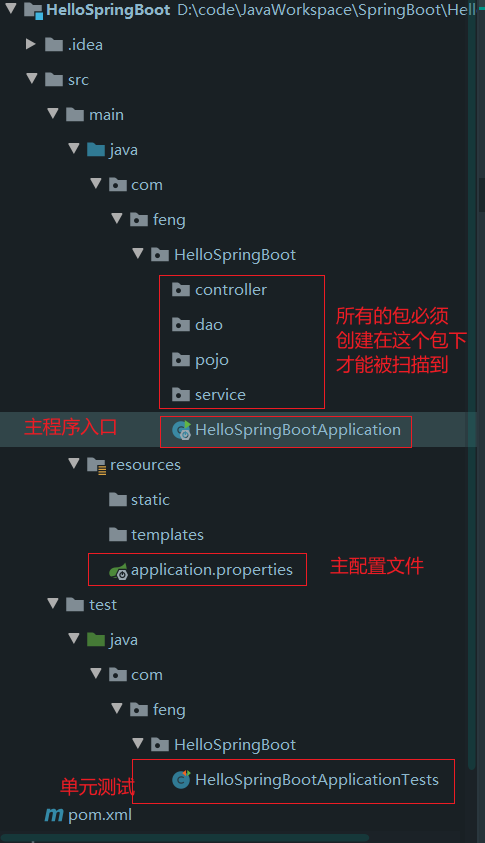 HelloSpringBoot D:\code\JavaWorkspace\SpringBoot\Hell
.idea
src
main
java
com
feng
HelloSpringBoot
controller
dao
pojo
service
所有的包必须
创建在这个包下
才能被扫描到
主程序入口
HelloSpringBootApplication
resources
static
templates
application.properties
主配置文件
test
java
com
feng
HelloSpringBoot
单元测试
HelloSpringBootApplicationTests
pom.xml